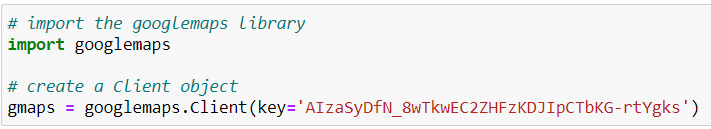 # import the googlemaps library
import googlemaps
# create a Client object
gmaps = googlemaps.Client(key='AIzaSyDfN_8wTkwEC2ZHFzKDJIpCTbKG-rtYgks')